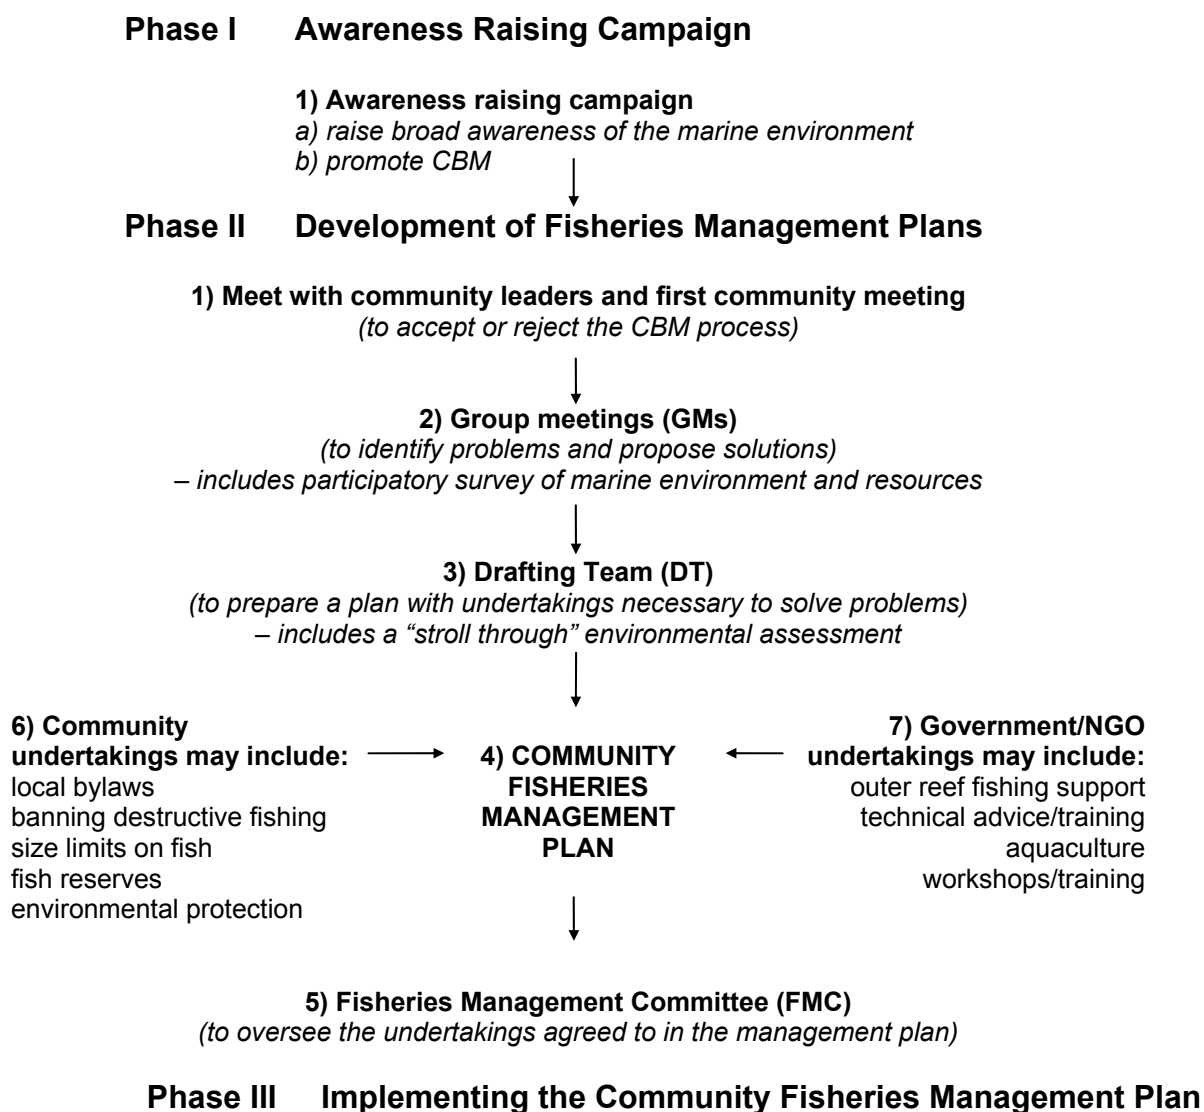 Phase I Awareness Raising Campaign
1) Awareness raising campaign
a) raise broad awareness of the marine environment
b) promote CBM
Phase II Development of Fisheries Management Plans
1) Meet with community leaders and first community meeting
(to accept or reject the CBM process)
2) Group meetings (GMs)
(to identify problems and propose solutions)
– includes participatory survey of marine environment and resources
3) Drafting Team (DT)
(to prepare a plan with undertakings necessary to solve problems)
– includes a “stroll through” environmental assessment
6) Community
undertakings may include:
local bylaws
banning destructive fishing
size limits on fish
fish reserves
environmental protection
4) COMMUNITY
FISHERIES
MANAGEMENT
PLAN
7) Government/NGO
undertakings may include:
outer reef fishing support
technical advice/training
aquaculture
workshops/training
5) Fisheries Management Committee (FMC)
(to oversee the undertakings agreed to in the management plan)
Phase III Implementing the Community Fisheries Management Plan